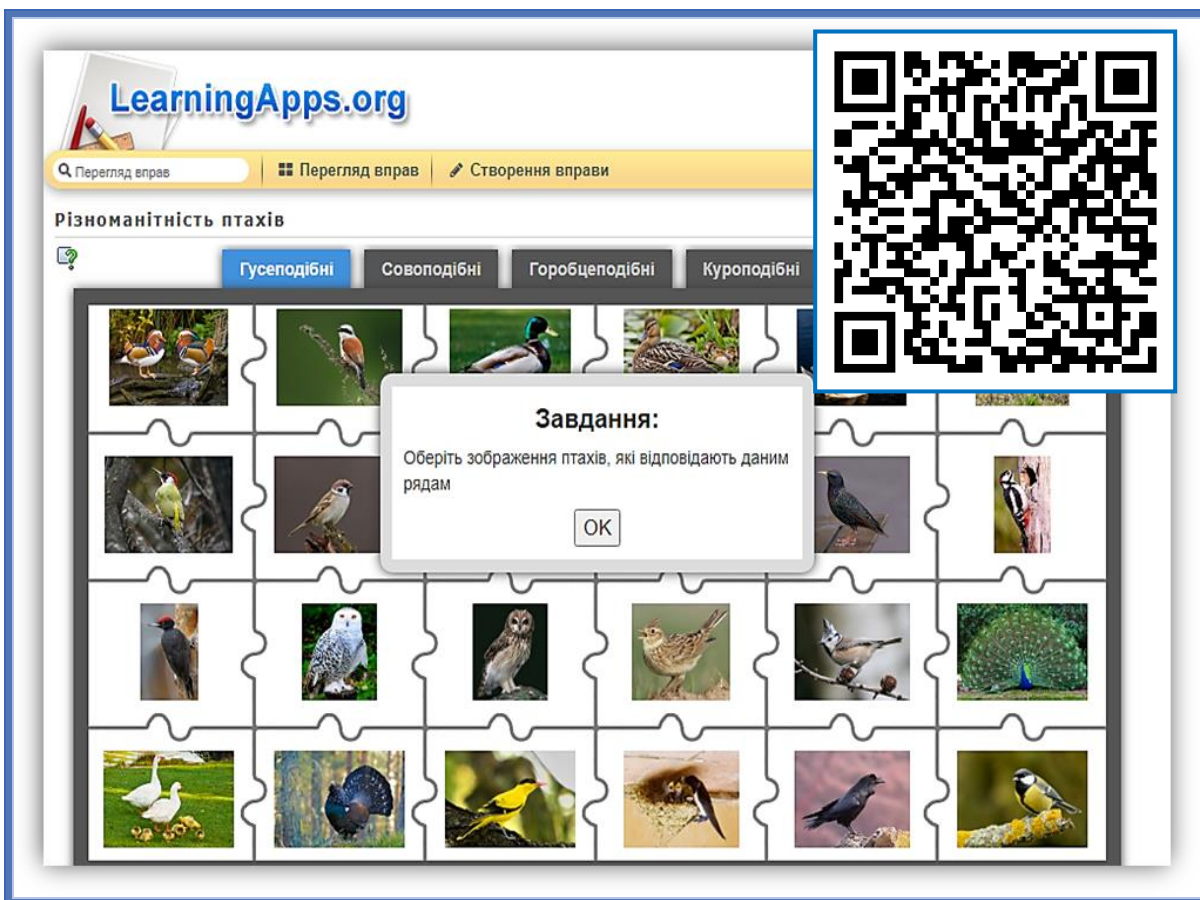 LearningApps.org
Перегляд вправ
Перегляд вправ
Створення вправи
Різноманітність птахів
Гусеподібні
Совоподібні
Горобцеподібні
Куроподібні
Завдання:
Оберіть зображення птахів, які відповідають даним
рядам
OK